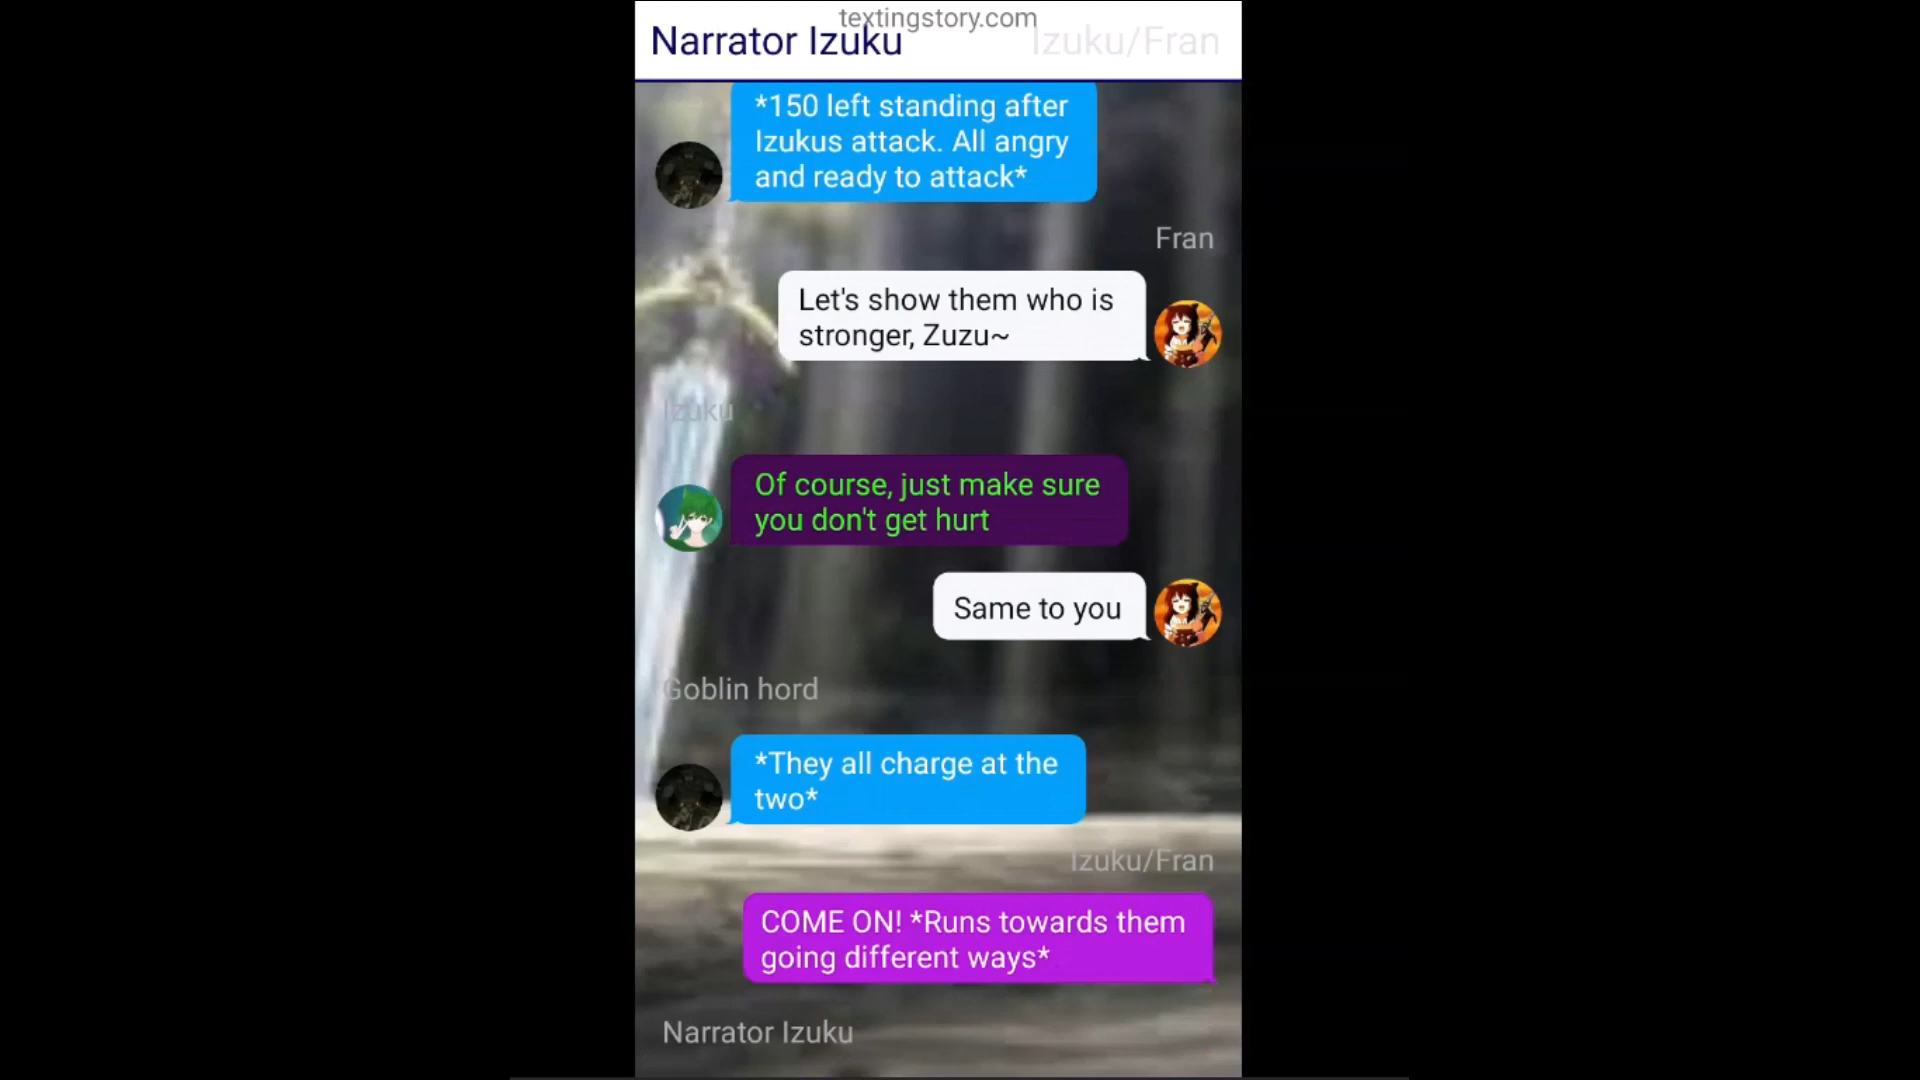 textingstory.com
Narrator Izuku
Izuku/Fran
*150 left standing after
Izukus attack. All angry
and ready to attack*
Fran
Let's show them who is
stronger, Zuzu~
Izuku
Of course, just make sure
you don't get hurt
Same to you
Goblin hord
*They all charge at the
two*
Izuku/Fran
COME ON! *Runs towards them
going different ways*
Narrator Izuku